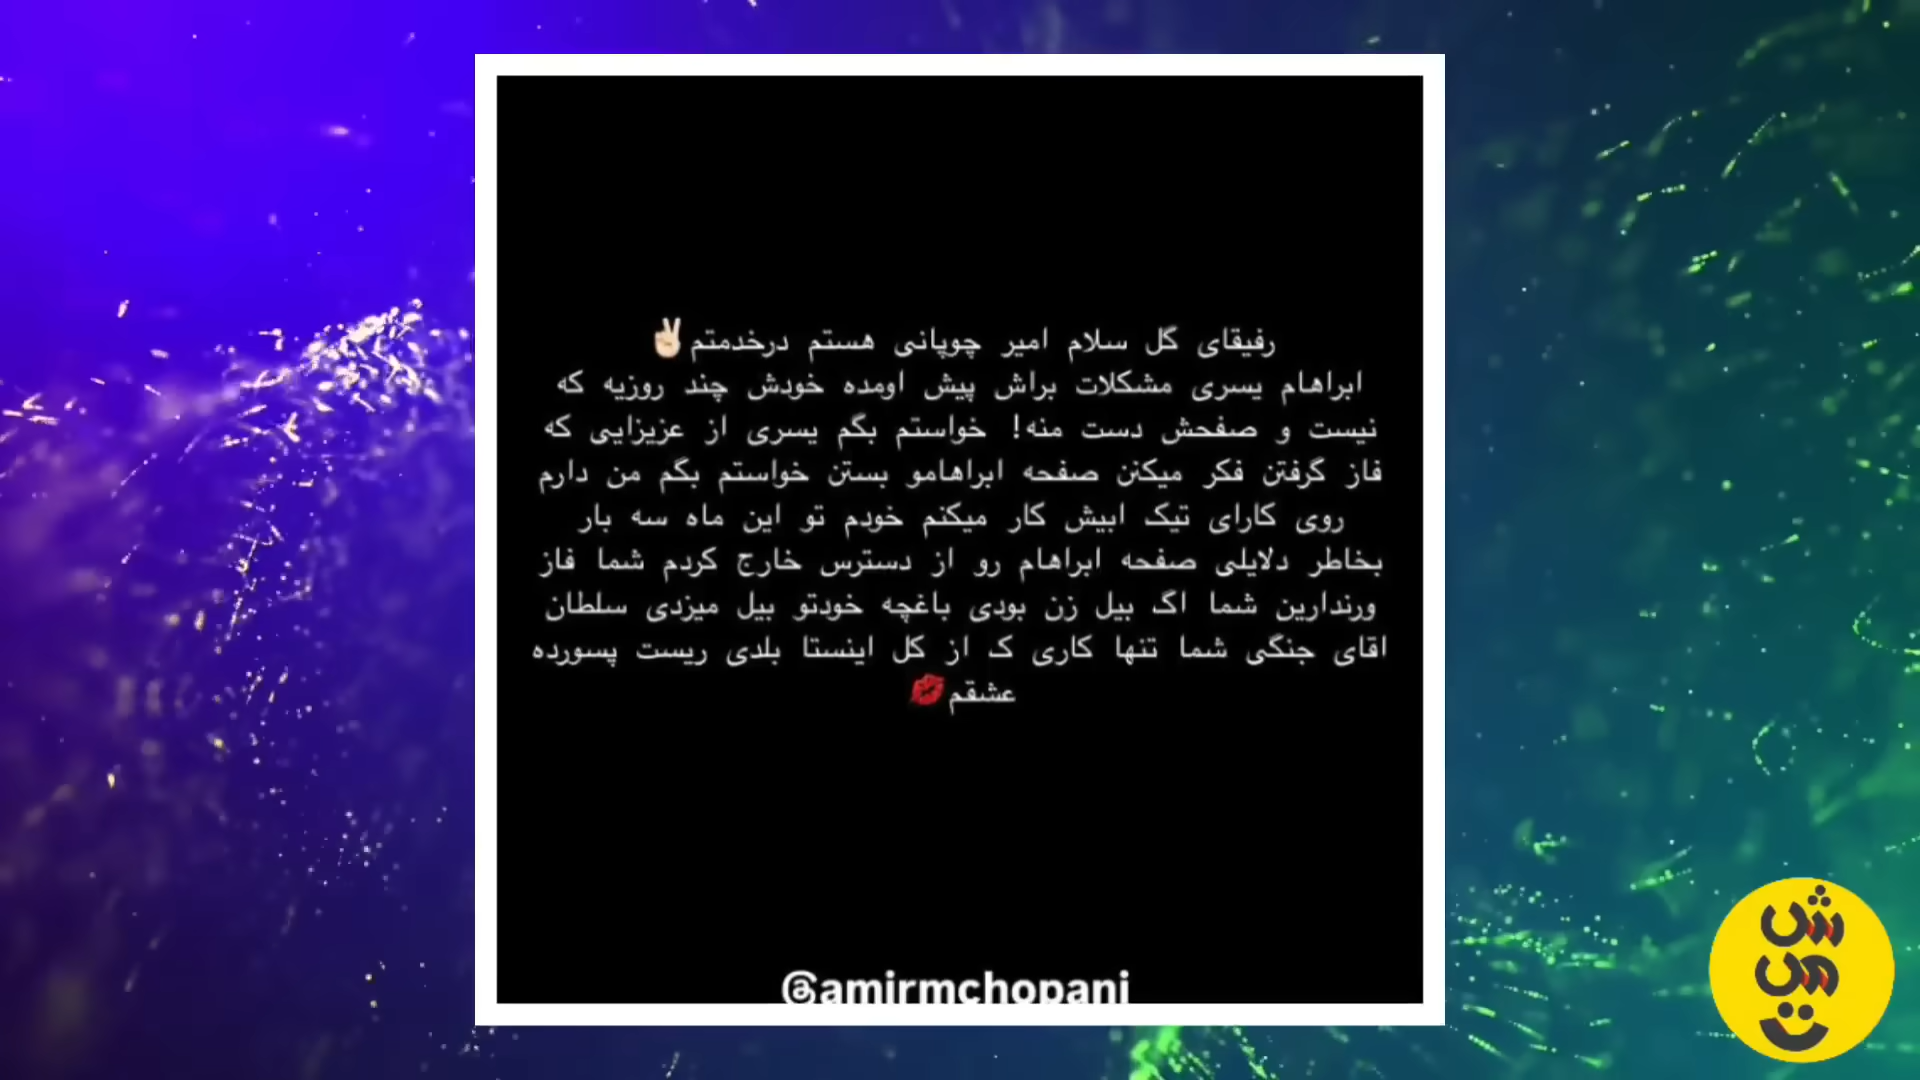 رفیقای گل سلام امیر چوپانی هستم درخدمتم✌🏻
ابراهام یسری مشکلات براش پیش اومده خودش چند روزیه که
نیست و صفحش دست منه! خواستم بگم یسری از عزیزایی که
فاز گرفتن فکر میکنن صفحه ابراهامو بستن خواستم بگم من دارم
روی کارای تیک ابیش کار میکنم خودم تو این ماه سه بار
بخاطر دلایلی صفحه ابراهام رو از دسترس خارج کردم شما فاز
ورندارین شما اگ بیل زن بودی باغچه خودتو بیل میزدی سلطان
اقای جنگی شما تنها کاری ک از کل اینستا بلدی ریست پسورده
عشقم💋
@amirmchopani